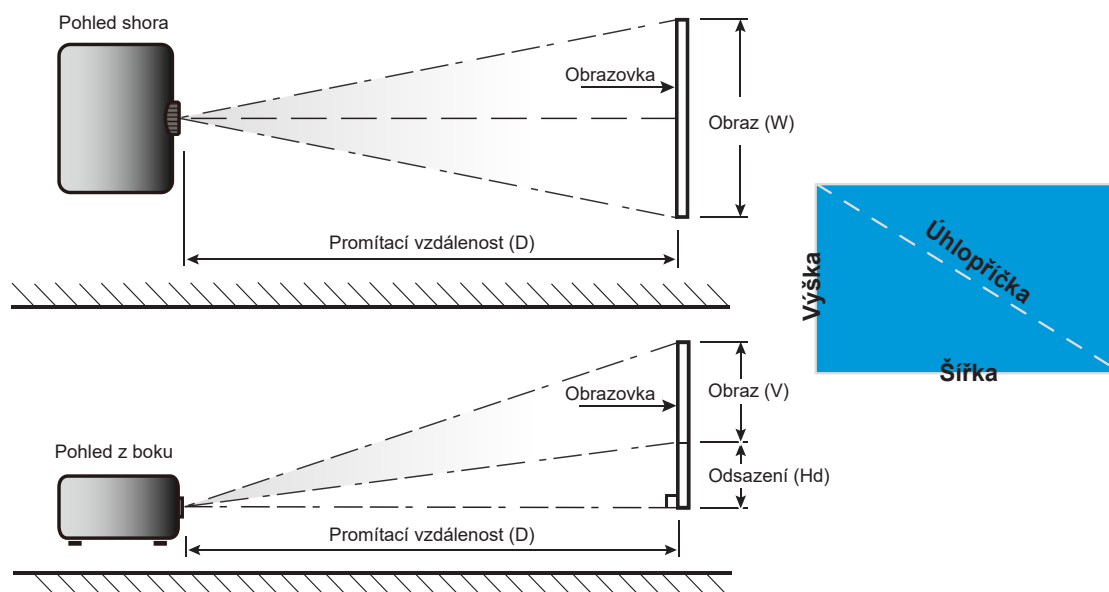 Pohled shora
Obrazovka
Obraz (W)
Promítací vzdálenost (D)
Výška
Úhlopříčka
Šířka
Pohled z boku
Obrazovka
Obraz (V)
Odsazení (Hd)
Promítací vzdálenost (D)